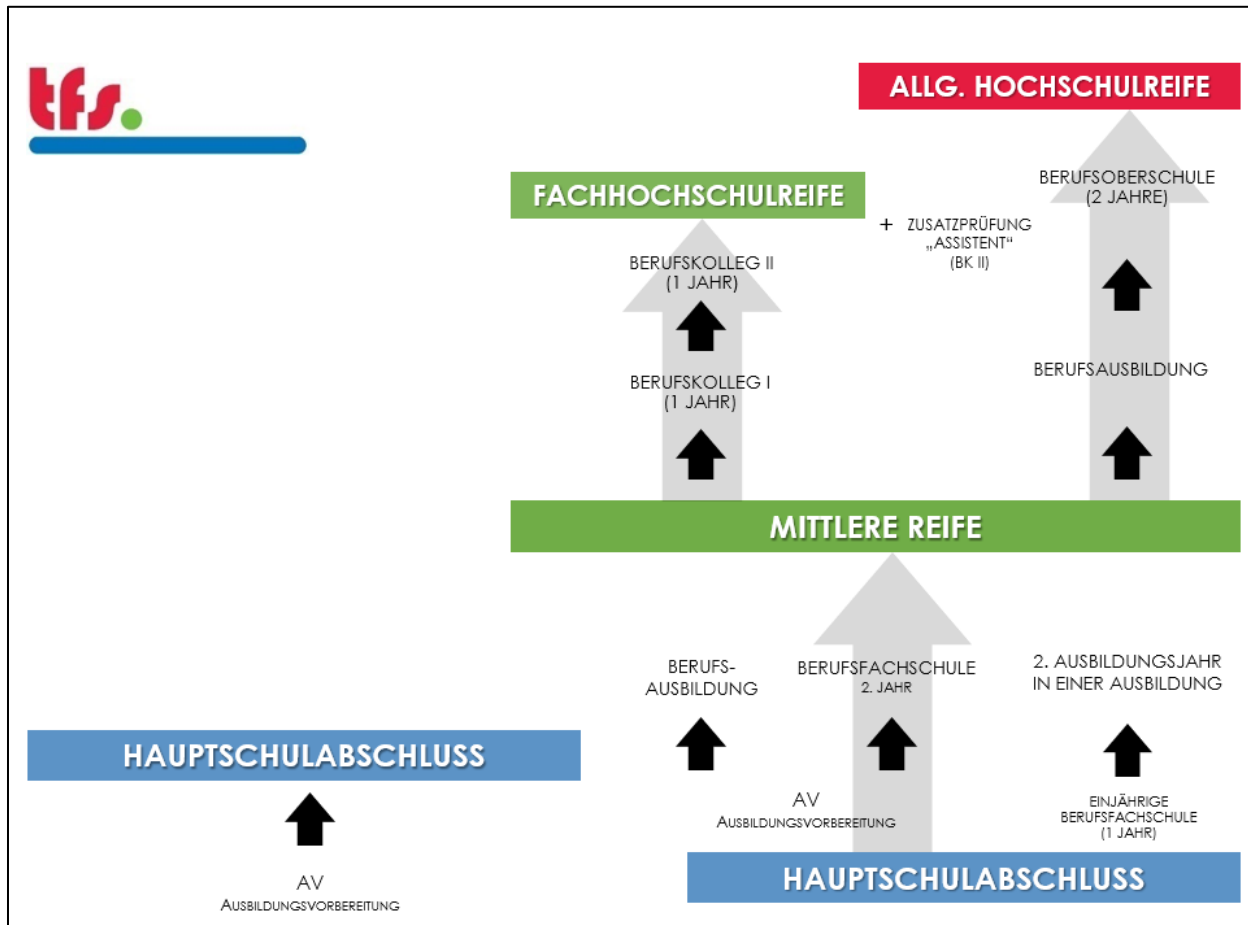 tfs.
ALLG. HOCHSCHULREIFE
FACHHOCHSCHULREIFE
BERUFSOBERSCHULE
(2 JAHRE)
+ ZUSATZPRÜFUNG
„ASSISTENT“
(BK II)
BERUFSKOLLEG II
(1 JAHR)
BERUFSKOLLEG I
(1 JAHR)
BERUFSAUSBILDUNG
MITTLERE REIFE
BERUFS-
AUSBILDUNG
BERUFSFACHSCHULE
2. JAHR
2. AUSBILDUNGSJAHR
IN EINER AUSBILDUNG
HAUPTSCHULABSCHLUSS
AV
AUSBILDUNGSVORBEREITUNG
EINJÄHRIGE
BERUFSFACHSCHULE
(1 JAHR)
HAUPTSCHULABSCHLUSS
AV
AUSBILDUNGSVORBEREITUNG